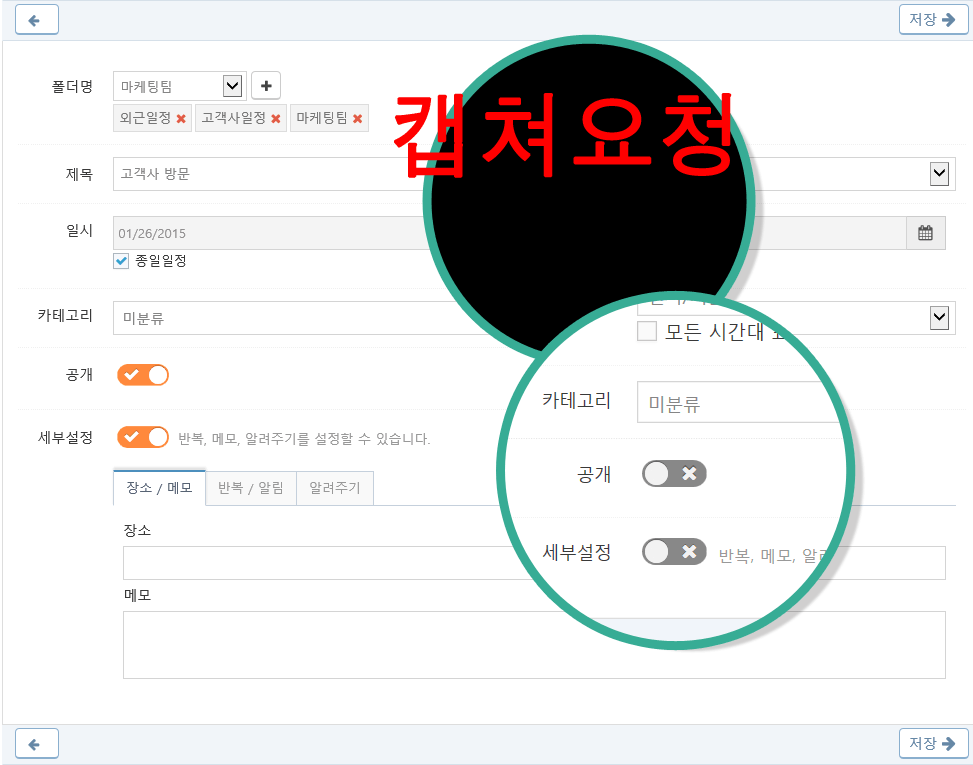 저장
폴더명 마케팅팀
외근일정 고객사일정 마케팅팀
캡쳐요청
제목 고객사 방문
일시 01/26/2015
종일일정
카테고리 미분류
공개
세부설정 반복, 메모, 알려주기를 설정할 수 있습니다.
장소 / 메모 반복 / 알림 알려주기
장소
메모
모든 시간대
카테고리 미분류
공개
세부설정 반복, 메모,
저장